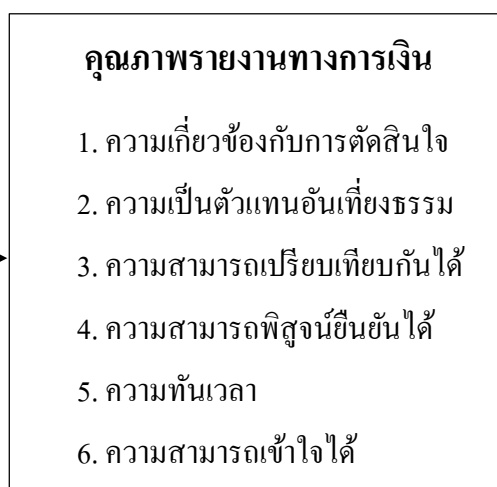 คุณภาพรายงานทางการเงิน
1. ความเกี่ยวข้องกับการตัดสินใจ
2. ความเป็นตัวแทนอันเที่ยงธรรม
3. ความสามารถเปรียบเทียบกันได้
4. ความสามารถพิสูจน์ยืนยันได้
5. ความทันเวลา
6. ความสามารถเข้าใจได้